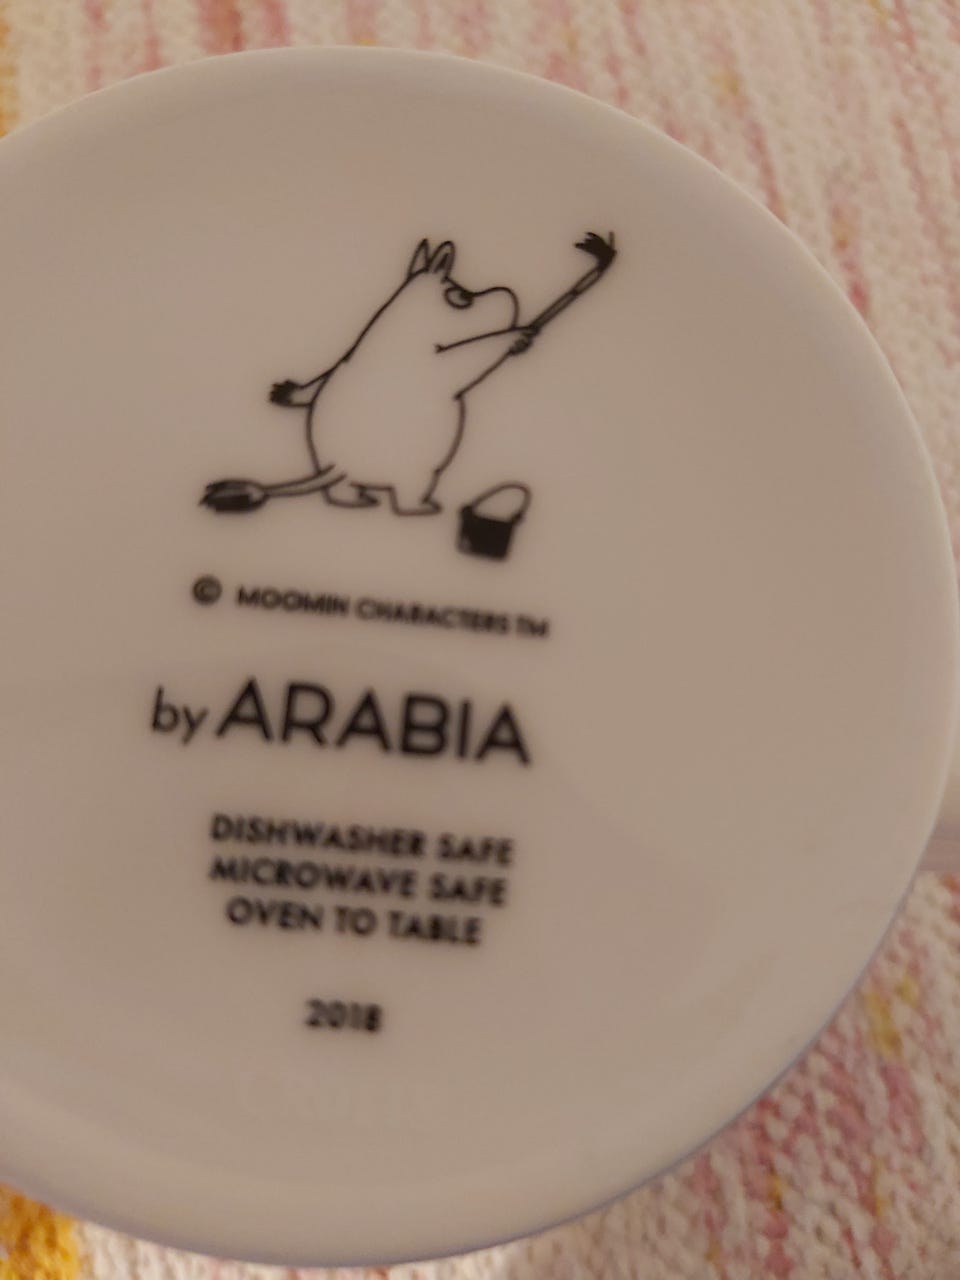 © MOOMIN CHARACTERS TM
by ARABIA
DISHWASHER SAFE
MICROWAVE SAFE
OVEN TO TABLE
2018